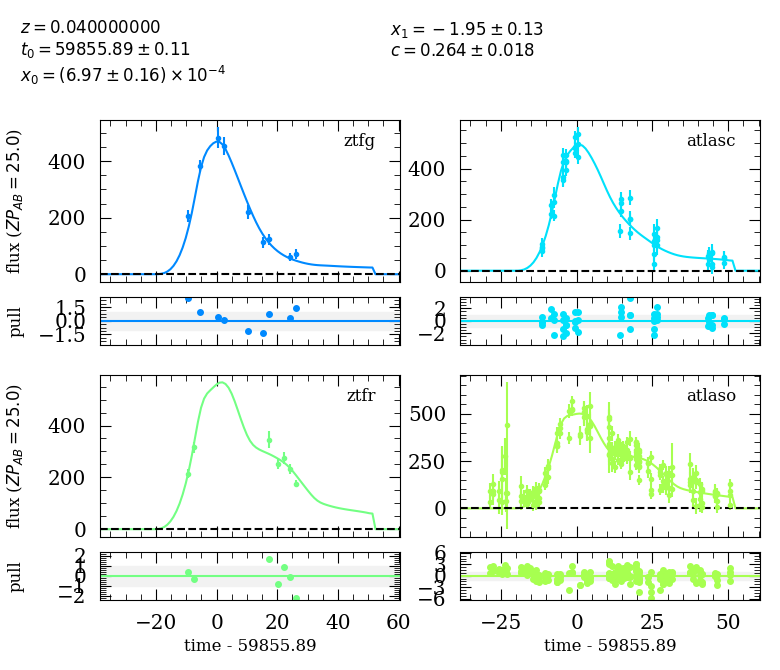 z = 0.040000000
t₀ = 59855.89 ± 0.11
x₀ = (6.97 ± 0.16) × 10⁻⁴
x₁ = −1.95 ± 0.13
c = 0.264 ± 0.018
flux (ZP_AB = 25.0)
400
200
0
ztfg
400
200
0
atlasc
pull
1.5
0.0
−1.5
2
0
−2
flux (ZP_AB = 25.0)
400
200
0
ztfr
500
250
0
atlaso
pull
2
1
0
−1
−2
6
3
0
−3
−6
−20 0 20 40 60
−25 0 25 50
time - 59855.89
time - 59855.89